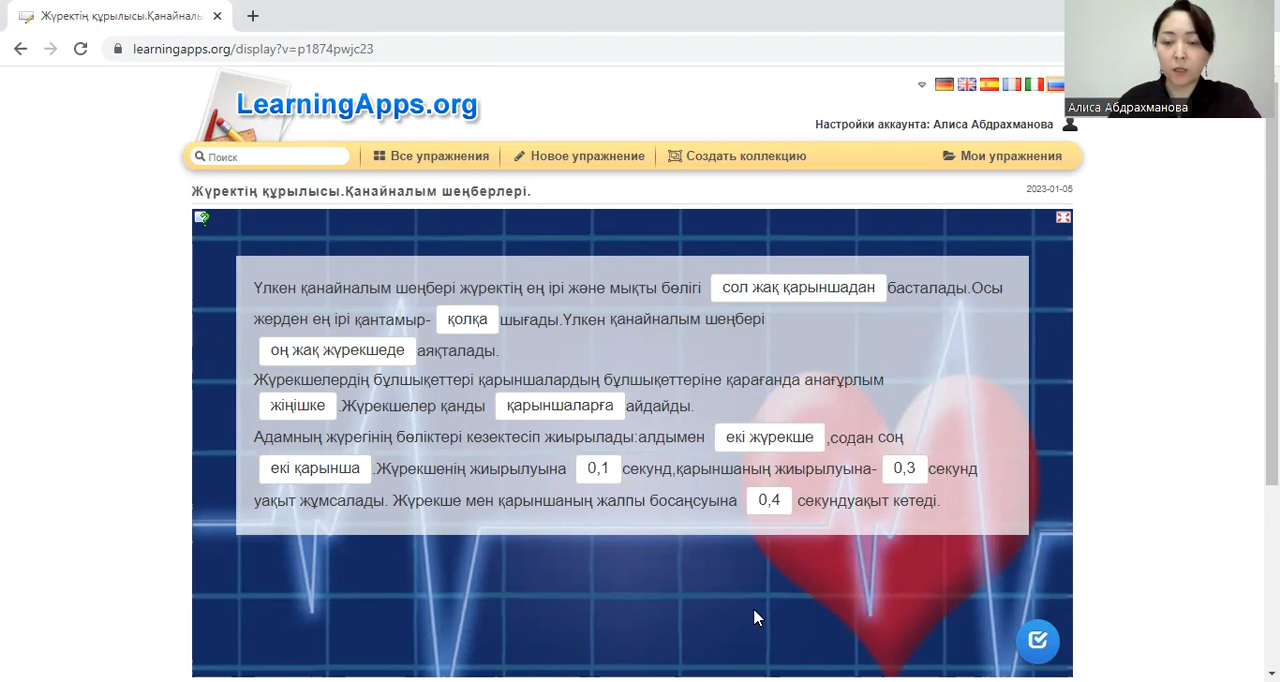 Жүректің құрылысы.Қанайналы
learningapps.org/display?v=p1874pwjc23
LearningApps.org
Алиса Абдрахманова
Настройки аккаунта: Алиса Абдрахманова
Поиск
Все упражнения
Новое упражнение
Создать коллекцию
Мои упражнения
Жүректің құрылысы.Қанайналым шеңберлері.
2023-01-05
Үлкен қанайналым шеңбері жүректің ең ірі және мықты бөлігі сол жақ қарыншадан басталады.Осы
жерден ең ірі қантамыр- қолқа шығады.Үлкен қанайналым шеңбері
оң жақ жүрекшеде аяқталады.
Жүрекшелердің бұлшықеттері қарыншалардың бұлшықеттеріне қарағанда анағұрлым
жіңішке .Жүрекшелер қанды қарыншаларға айдайды.
Адамның жүрегінің бөліктері кезектесіп жиырылады:алдымен екі жүрекше ,содан соң
екі қарынша .Жүрекшенің жиырылуына 0,1 секунд,қарыншаның жиырылуына- 0,3 секунд
уақыт жұмсалады. Жүрекше мен қарыншаның жалпы босаңсуына 0,4 секундуақыт кетеді.